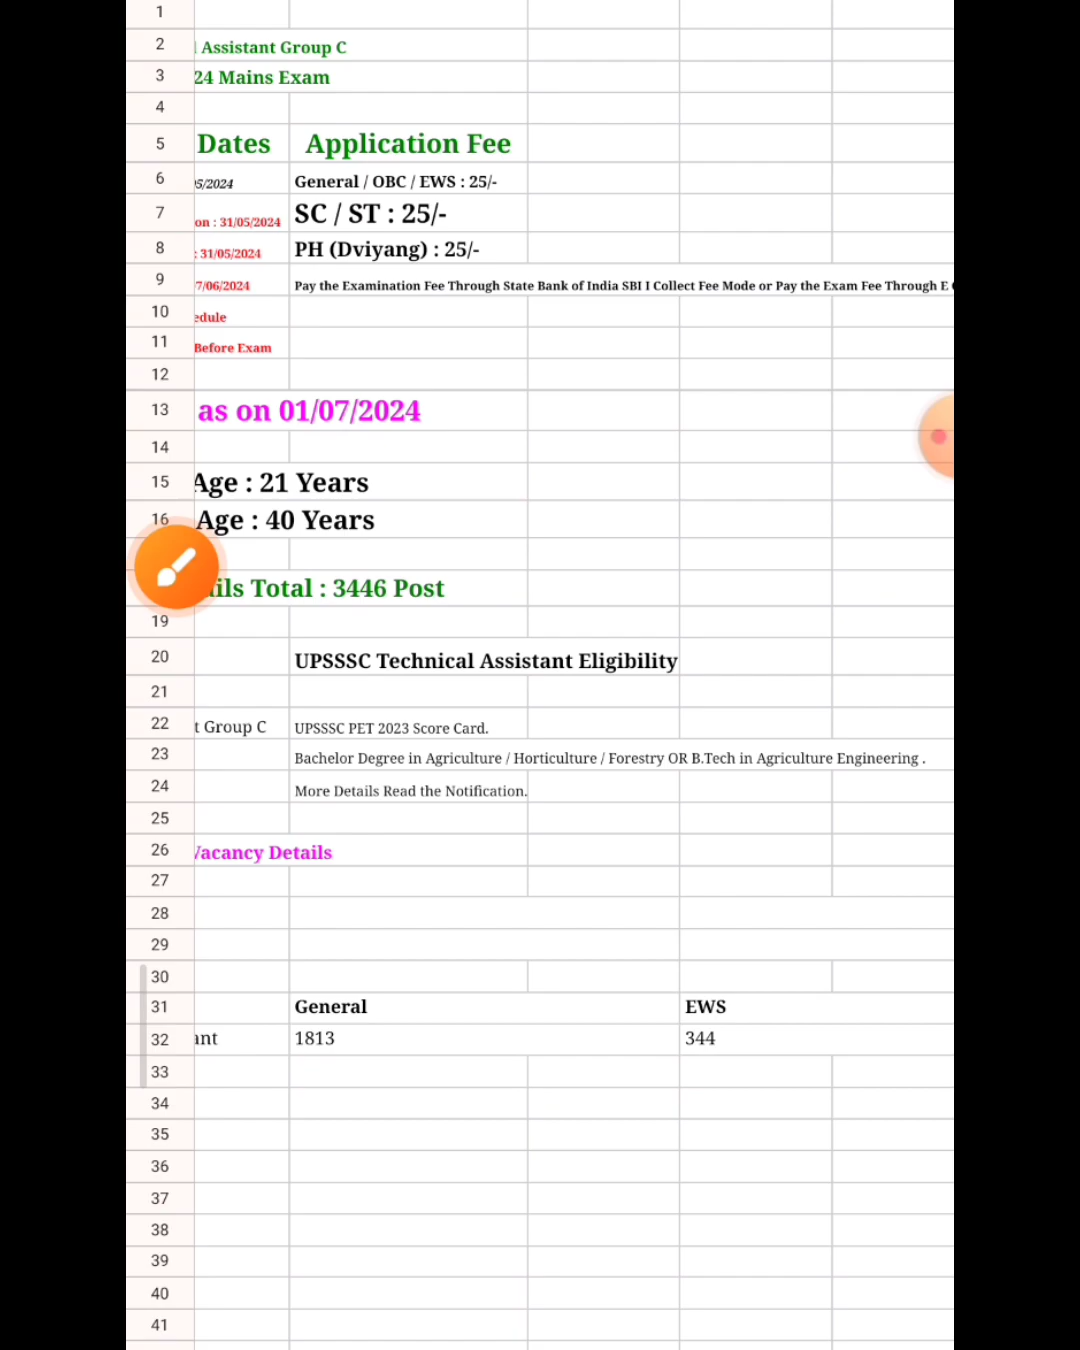 1
2 Assistant Group C
3 24 Mains Exam
4
5 Dates Application Fee
6 5/2024 General / OBC / EWS : 25/-
7 on : 31/05/2024 SC / ST : 25/-
8 : 31/05/2024 PH (Dviyang) : 25/-
9 7/06/2024 Pay the Examination Fee Through State Bank of India SBI I Collect Fee Mode or Pay the Exam Fee Through E
10 edule
11 Before Exam
12
13 as on 01/07/2024
14
15 Age : 21 Years
16 Age : 40 Years
ils Total : 3446 Post
19
20 UPSSSC Technical Assistant Eligibility
21
22 t Group C UPSSSC PET 2023 Score Card.
23 Bachelor Degree in Agriculture / Horticulture / Forestry OR B.Tech in Agriculture Engineering .
24 More Details Read the Notification.
25
26 Vacancy Details
27
28
29
30
31 General EWS
32 ant 1813 344
33
34
35
36
37
38
39
40
41